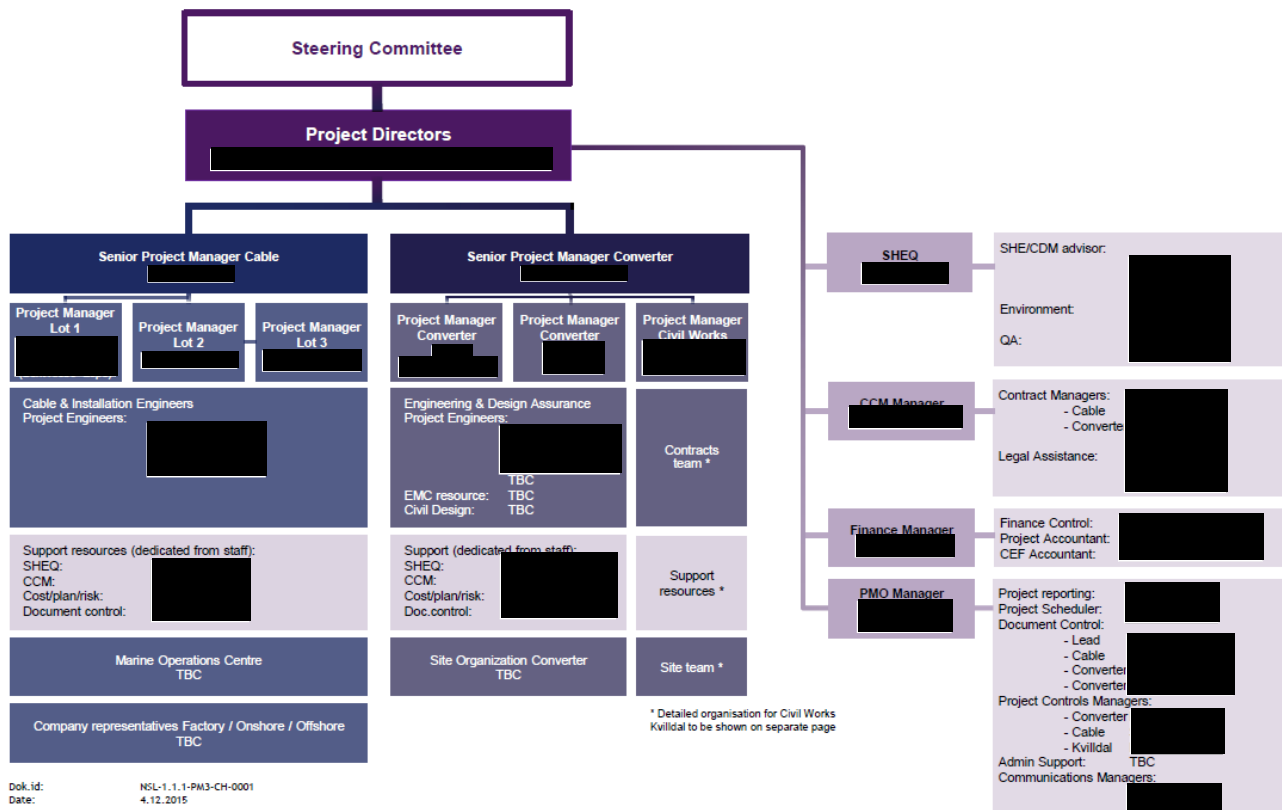 Steering Committee
Project Directors
Senior Project Manager Cable
Project Manager
Lot 1
Project Manager
Lot 2
Project Manager
Lot 3
Cable & Installation Engineers
Project Engineers:
Support resources (dedicated from staff):
SHEQ:
CCM:
Cost/plan/risk:
Document control:
Marine Operations Centre
TBC
Company representatives Factory / Onshore / Offshore
TBC
Senior Project Manager Converter
Project Manager
Converter
Project Manager
Converter
Project Manager
Civil Works
Engineering & Design Assurance
Project Engineers:
TBC
EMC resource: TBC
Civil Design: TBC
Contracts
team *
Support (dedicated from staff):
SHEQ:
CCM:
Cost/plan/risk:
Doc.control:
Support
resources *
Site Organization Converter
TBC
Site team *
* Detailed organisation for Civil Works
Kvilldal to be shown on separate page
SHEQ
SHE/CDM advisor:
Environment:
QA:
CCM Manager
Contract Managers:
- Cable
- Converter
Legal Assistance:
Finance Manager
Finance Control:
Project Accountant:
CEF Accountant:
PMO Manager
Project reporting:
Project Scheduler:
Document Control:
- Lead
- Cable
- Converter
- Converter
Project Controls Managers:
- Converter
- Cable
- Kvilldal
Admin Support: TBC
Communications Managers:
Dok.id: NSL-1.1.1-PM3-CH-0001
Date: 4.12.2015